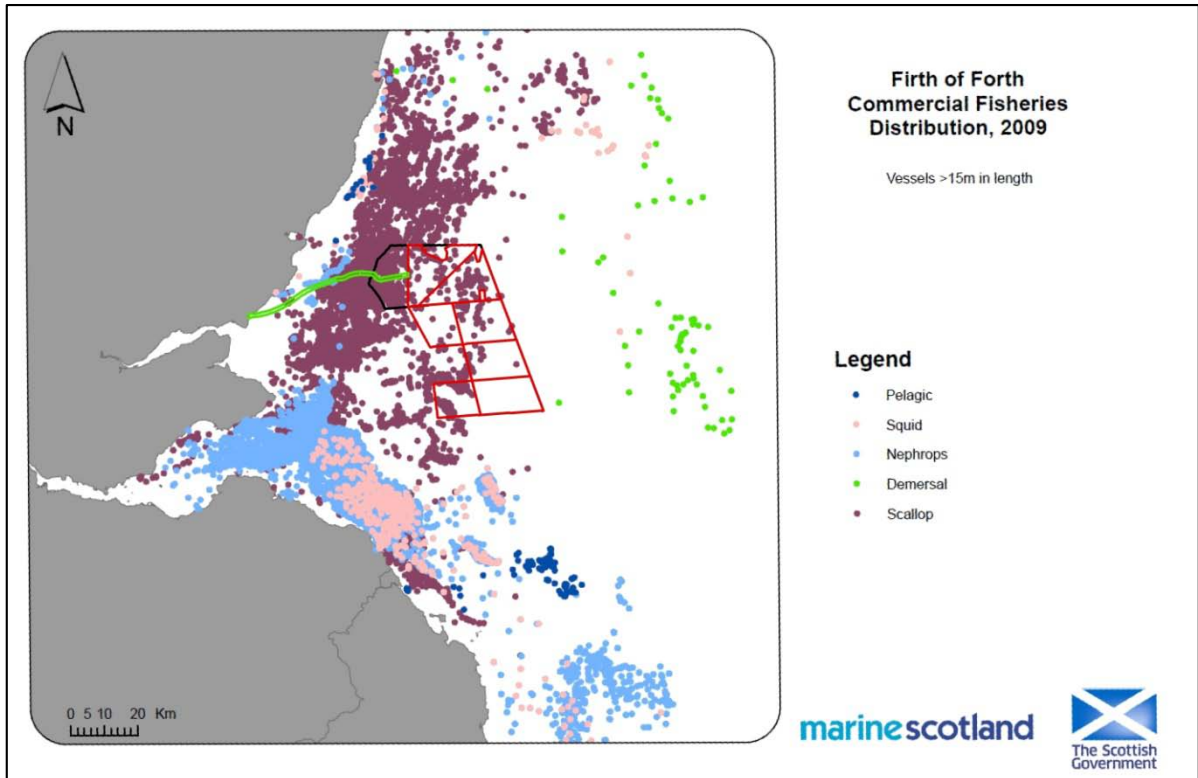 N
0 5 10 20 Km
Firth of Forth
Commercial Fisheries
Distribution, 2009
Vessels >15m in length
Legend
Pelagic
Squid
Nephrops
Demersal
Scallop
marinescotland
The Scottish
Government